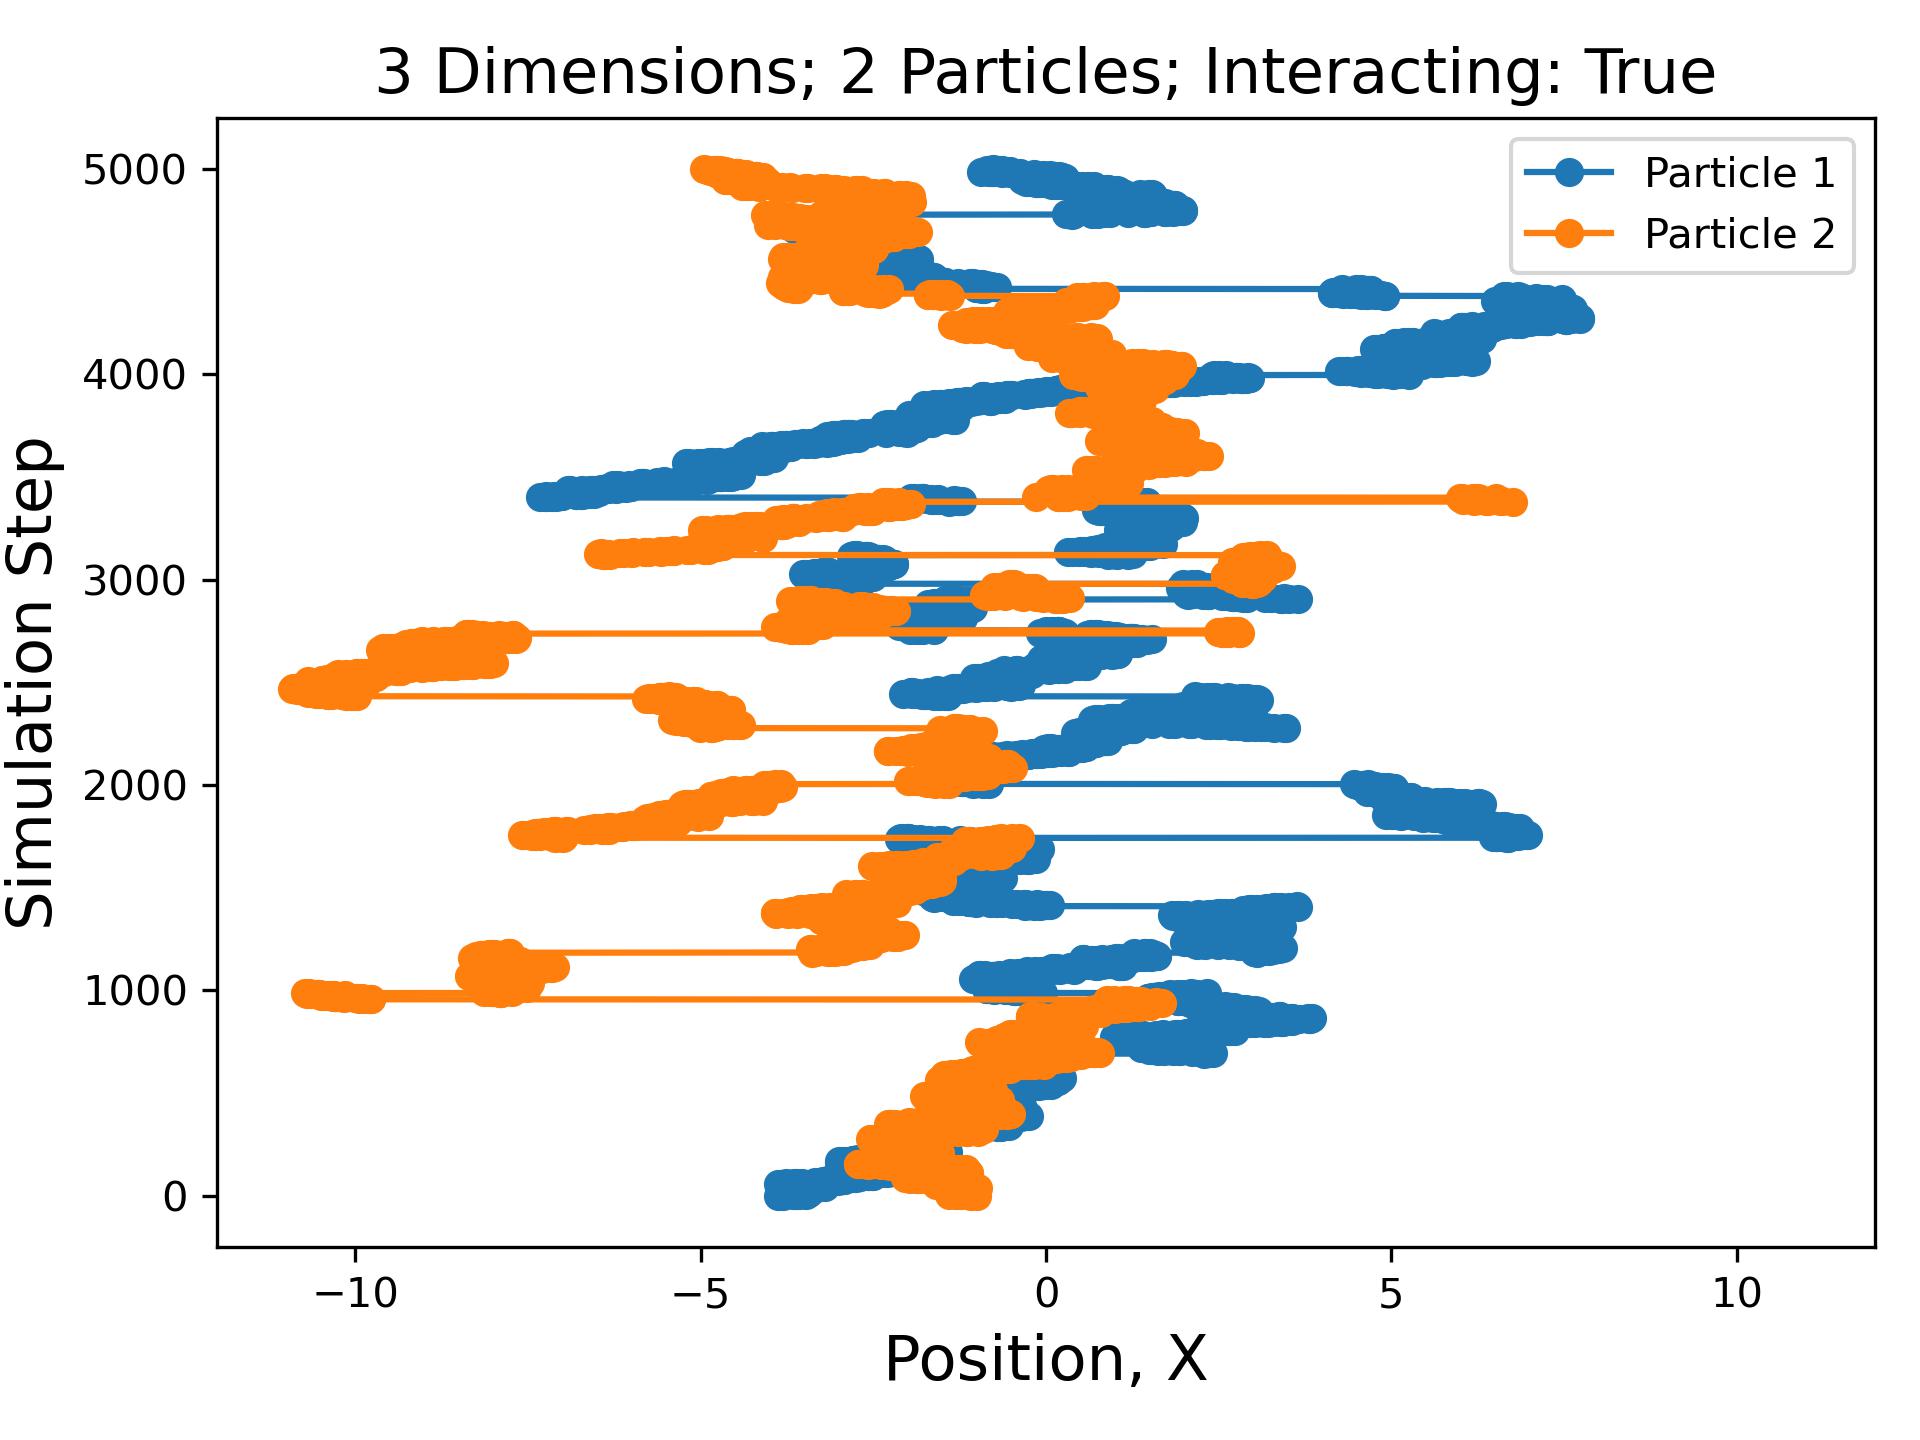 3 Dimensions; 2 Particles; Interacting: True
Particle 1
Particle 2
Simulation Step
5000
4000
3000
2000
1000
0
−10
−5
0
5
10
Position, X